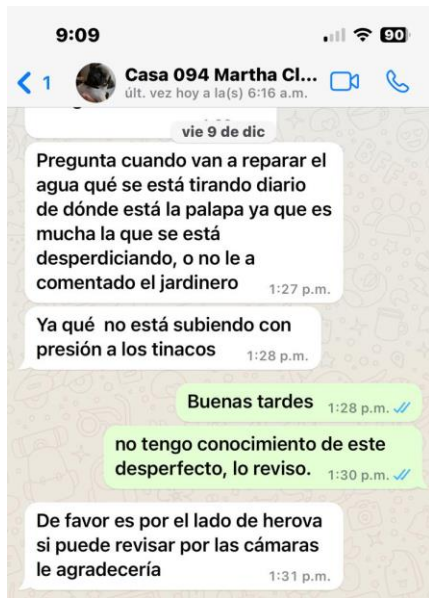 9:09
90
1
Casa 094 Martha Cl...
últ. vez hoy a la(s) 6:16 a.m.
vie 9 de dic
Pregunta cuando van a reparar el
agua qué se está tirando diario
de dónde está la palapa ya que es
mucha la que se está
desperdiciando, o no le a
comentado el jardinero 1:27 p.m.
Ya qué no está subiendo con
presión a los tinacos 1:28 p.m.
Buenas tardes 1:28 p.m.
no tengo conocimiento de este
desperfecto, lo reviso. 1:30 p.m.
De favor es por el lado de herova
si puede revisar por las cámaras
le agradecería 1:31 p.m.